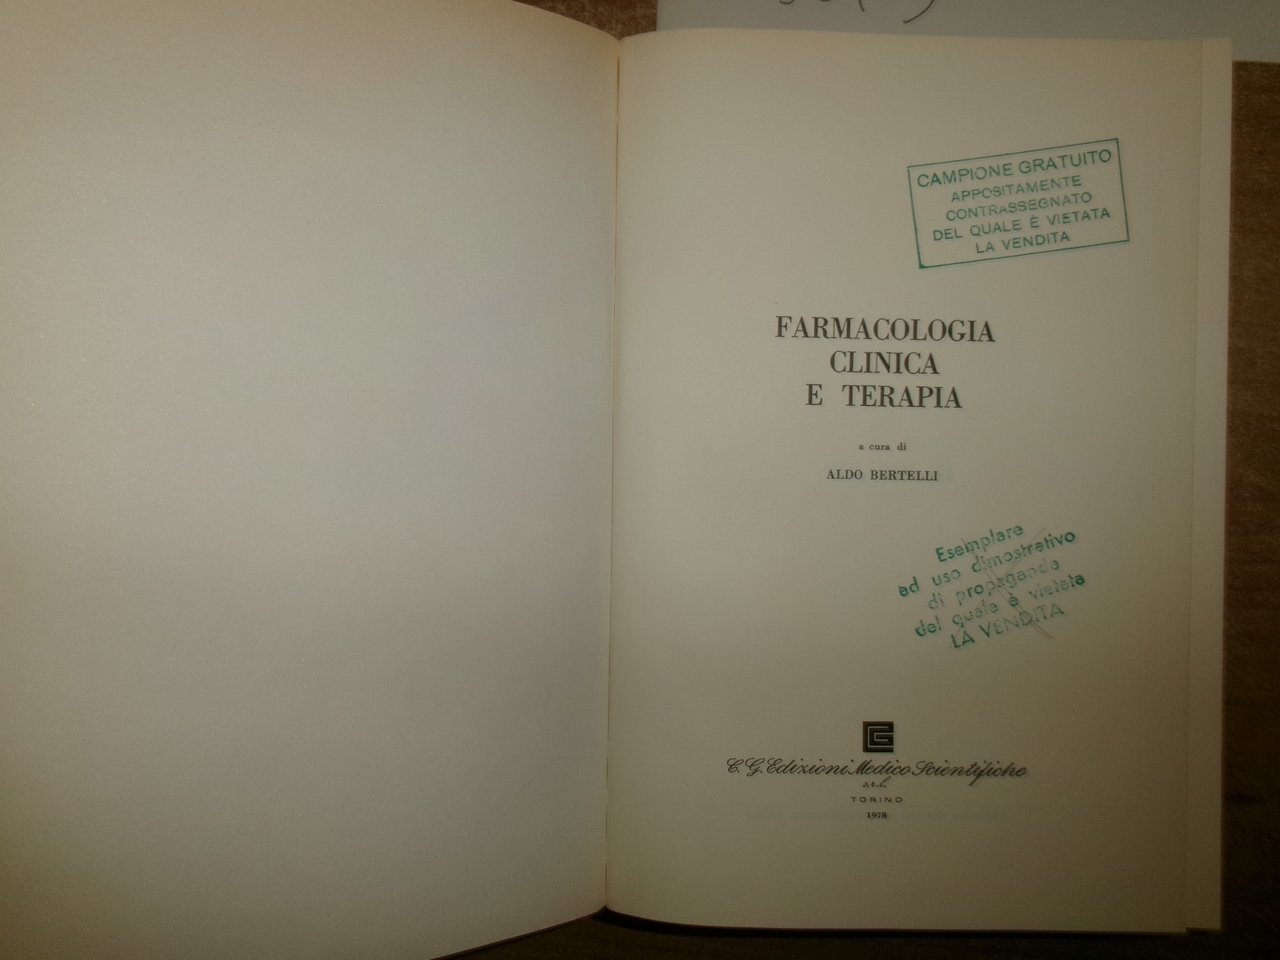 CAMPIONE GRATUITO
APPOSITAMENTE
CONTRASSEGNATO
DEL QUALE È VIETATA
LA VENDITA
FARMACOLOGIA
CLINICA
E TERAPIA
a cura di
ALDO BERTELLI
Esemplare
ad uso dimostrativo
di propaganda
del quale è vietata
LA VENDITA
C.G. Edizioni Medico Scientifiche
s.r.l.
TORINO
1978